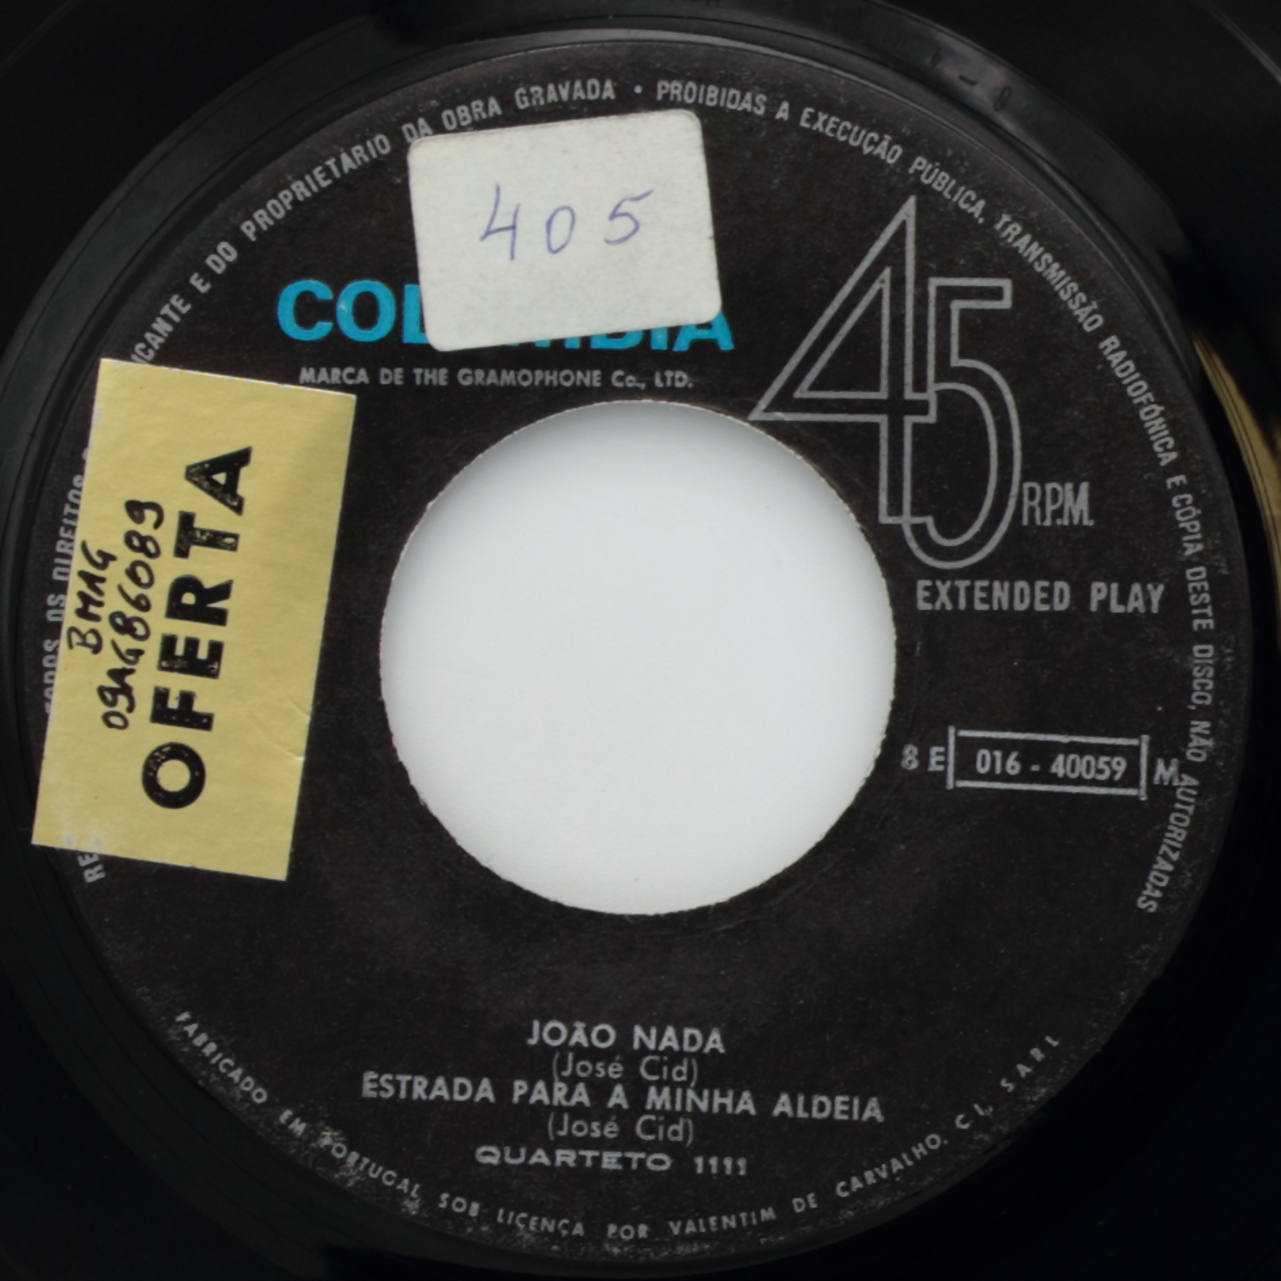 DO PROPRIETÁRIO DA OBRA GRAVADA • PROIBIDAS A EXECUÇÃO PÚBLICA, TRANSMISSÃO RADIOFÓNICA E CÓPIA DESTE DISCO, NÃO AUTORIZADAS
405
MARCA DE THE GRAMOPHONE Co., LTD.
45
R.P.M.
EXTENDED PLAY
BMAG
09AG86089
OFERTA
8 E 016 - 40059 M
JOÃO NADA
(José Cid)
ESTRADA PARA A MINHA ALDEIA
(José Cid)
QUARTETO 1111
FABRICADO EM PORTUGAL SOB LICENÇA POR VALENTIM DE CARVALHO. C I. S A R L